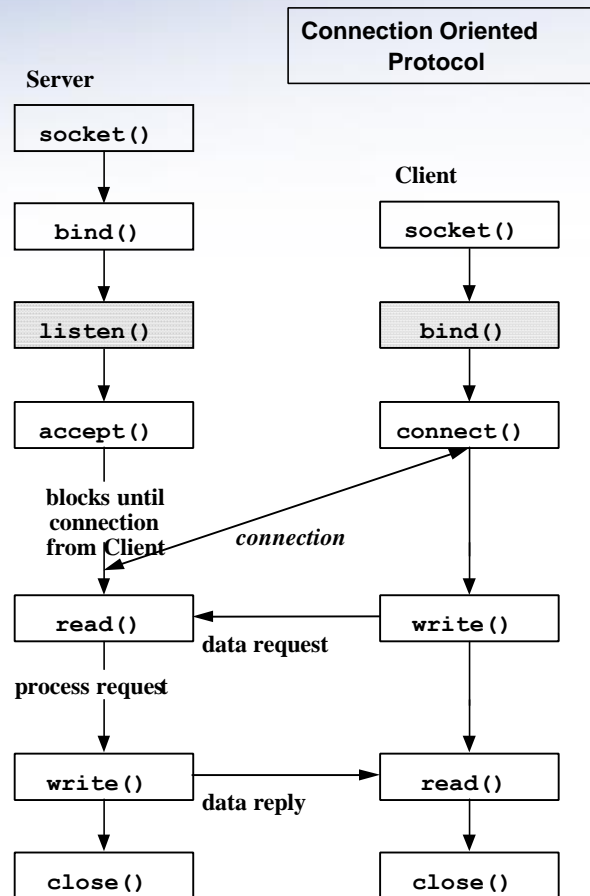 Connection Oriented
Protocol
Server
socket()
bind()
listen()
accept()
blocks until
connection
from Client
read()
process request
write()
close()
Client
socket()
bind()
connect()
connection
write()
data request
read()
data reply
close()